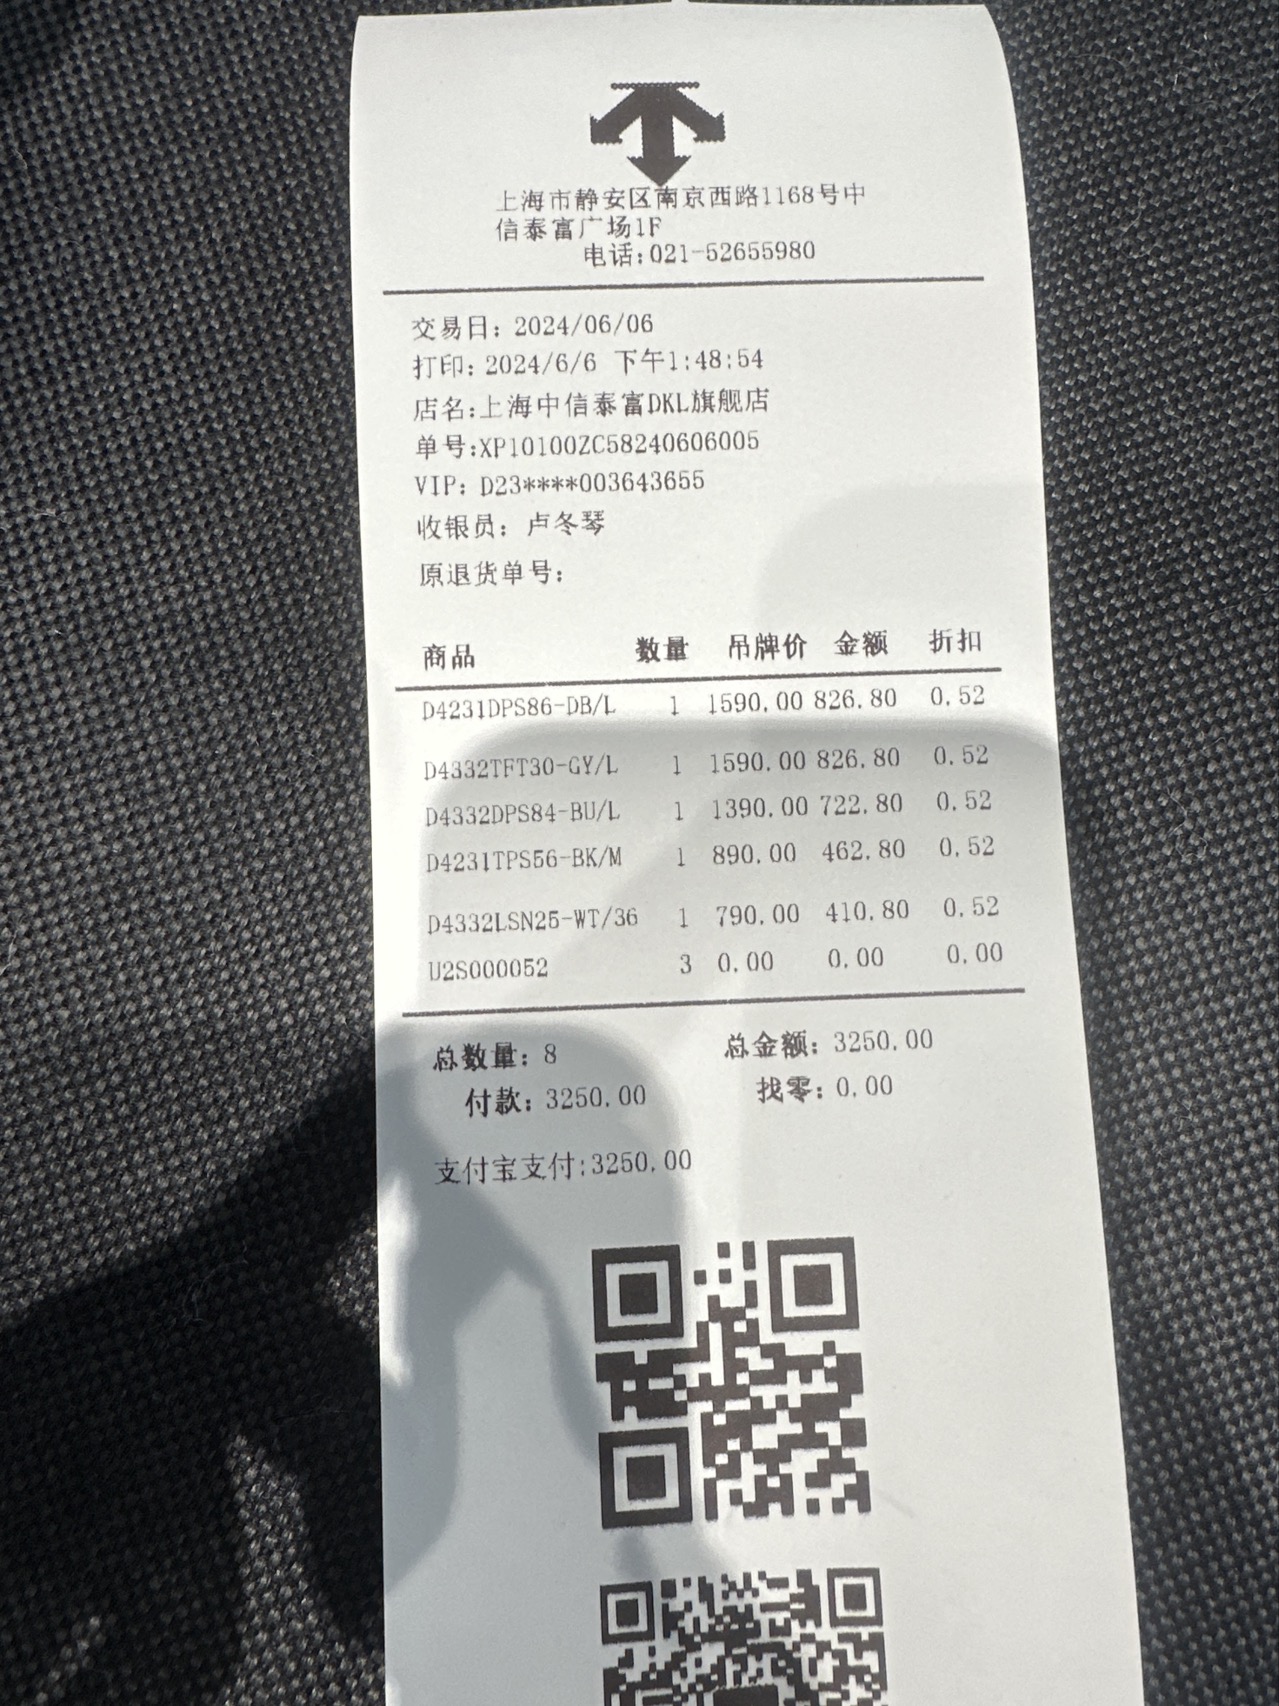 上海市静安区南京西路1168号中
信泰富广场1F
电话:021-52655980
交易日: 2024/06/06
打印: 2024/6/6 下午1:48:54
店名:上海中信泰富DKL旗舰店
单号:XP10100ZC58240606005
VIP: D23****003643655
收银员: 卢冬琴
原退货单号:
商品 数量 吊牌价 金额 折扣
D4231DPS86-DB/L 1 1590.00 826.80 0.52
D4332TFT30-GY/L 1 1590.00 826.80 0.52
D4332DPS84-BU/L 1 1390.00 722.80 0.52
D4231TPS56-BK/M 1 890.00 462.80 0.52
D4332LSN25-WT/36 1 790.00 410.80 0.52
U2S000052 3 0.00 0.00 0.00
总数量: 8 总金额: 3250.00
付款: 3250.00 找零: 0.00
支付宝支付:3250.00